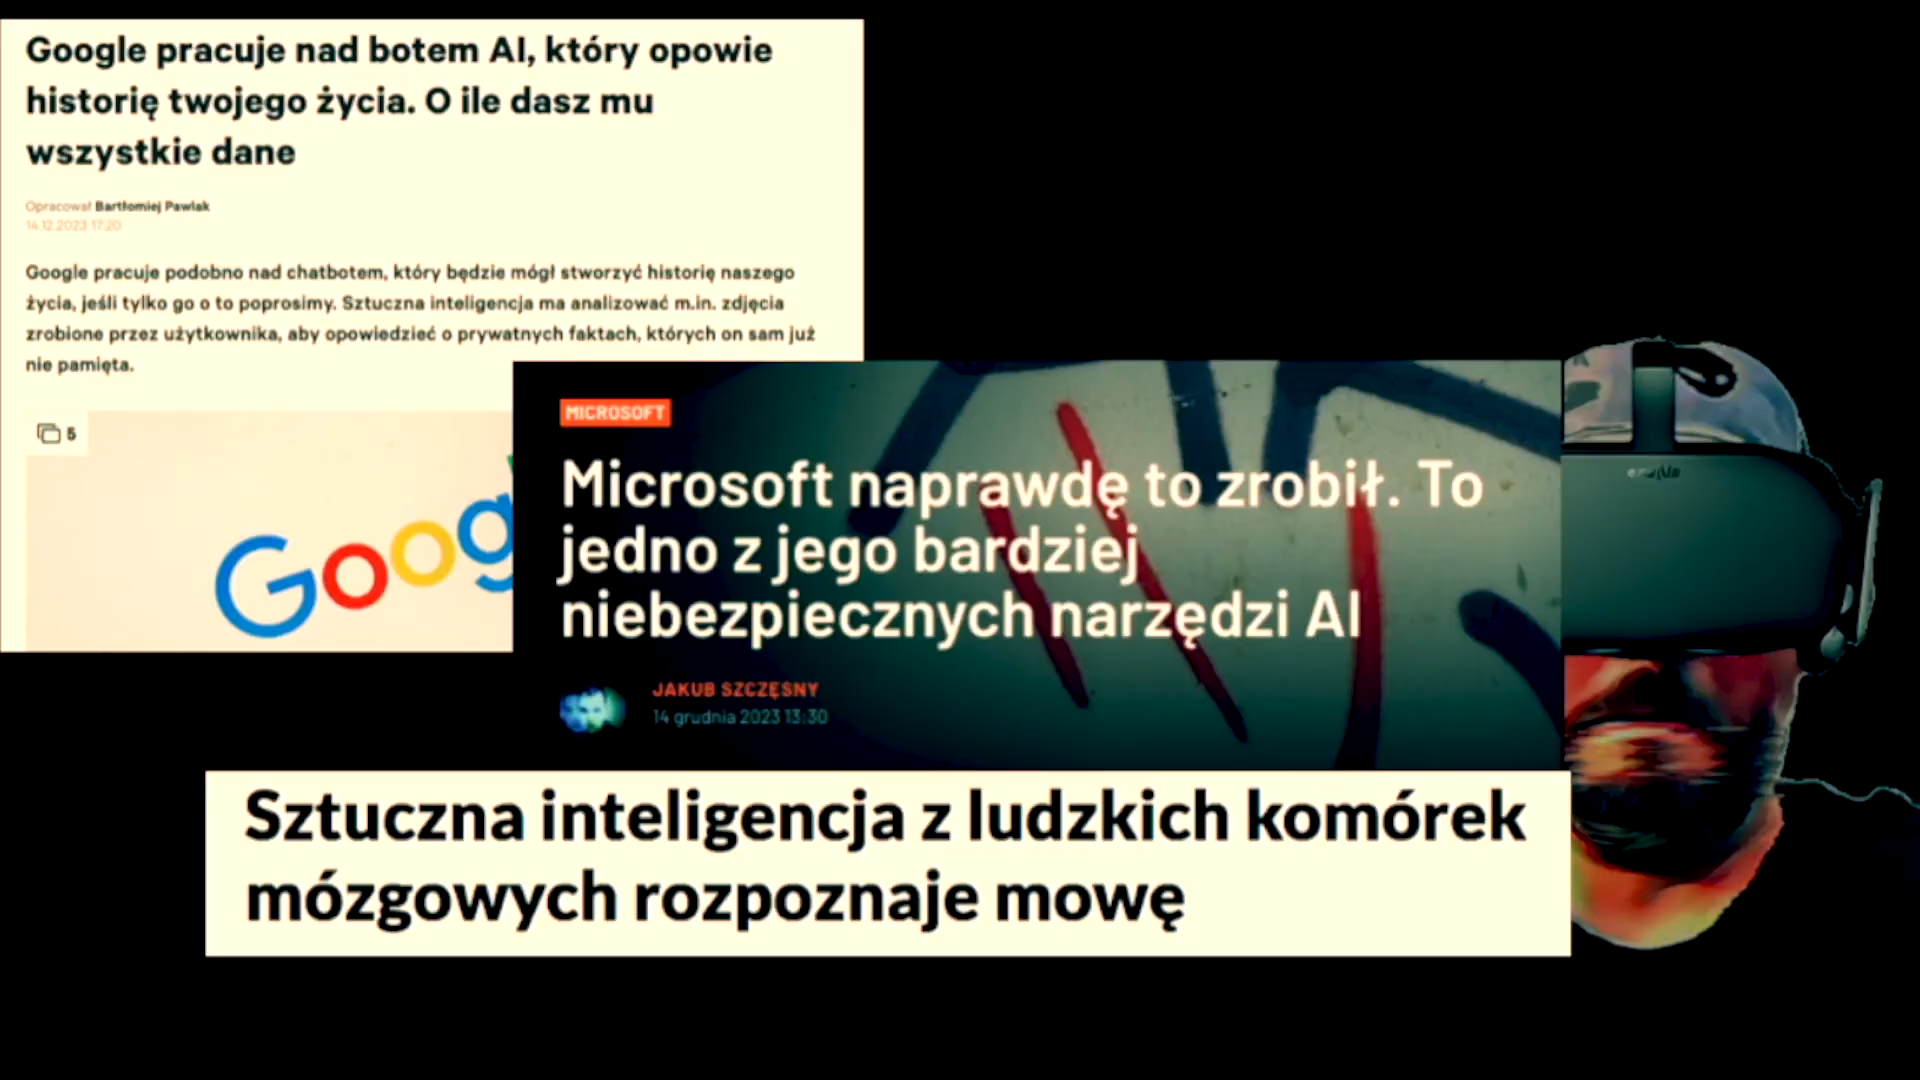 Google pracuje nad botem AI, który opowie
historię twojego życia. O ile dasz mu
wszystkie dane
Opracował Bartłomiej Pawlak
14.12.2023 17:20
Google pracuje podobno nad chatbotem, który będzie mógł stworzyć historię naszego
życia, jeśli tylko go o to poprosimy. Sztuczna inteligencja ma analizować m.in. zdjęcia
zrobione przez użytkownika, aby opowiedzieć o prywatnych faktach, których on sam już
nie pamięta.
5
Goog
MICROSOFT
Microsoft naprawdę to zrobił. To
jedno z jego bardziej
niebezpiecznych narzędzi AI
JAKUB SZCZĘSNY
14 grudnia 2023 13:30
Sztuczna inteligencja z ludzkich komórek
mózgowych rozpoznaje mowę